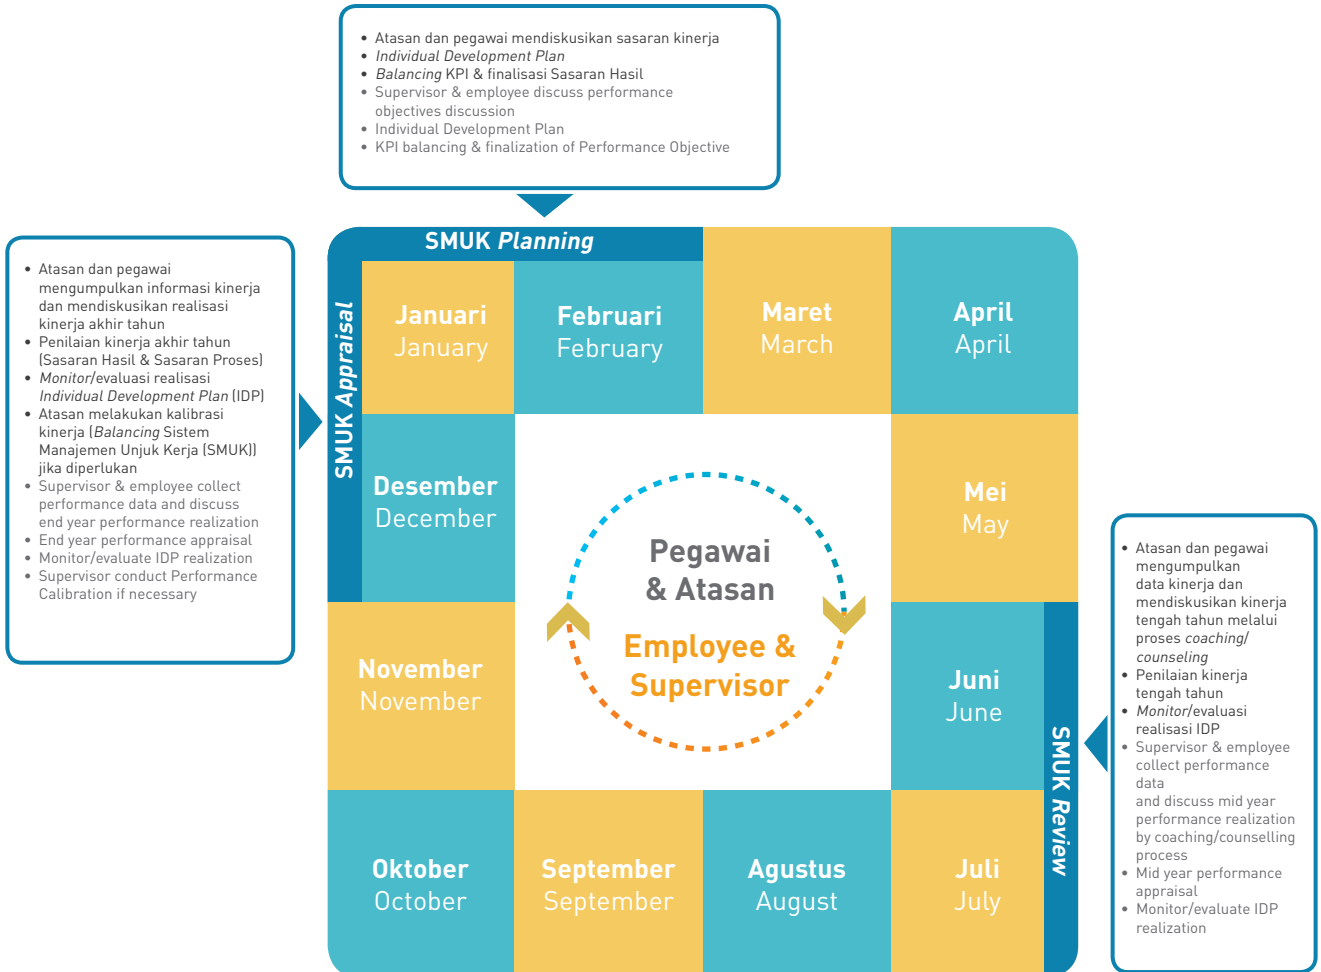 • Atasan dan pegawai mendiskusikan sasaran kinerja
• Individual Development Plan
• Balancing KPI & finalisasi Sasaran Hasil
• Supervisor & employee discuss performance
objectives discussion
• Individual Development Plan
• KPI balancing & finalization of Performance Objective
• Atasan dan pegawai
mengumpulkan informasi kinerja
dan mendiskusikan realisasi
kinerja akhir tahun
• Penilaian kinerja akhir tahun
(Sasaran Hasil & Sasaran Proses)
• Monitor/evaluasi realisasi
Individual Development Plan (IDP)
• Atasan melakukan kalibrasi
kinerja (Balancing Sistem
Manajemen Unjuk Kerja (SMUK))
jika diperlukan
• Supervisor & employee collect
performance data and discuss
end year performance realization
• End year performance appraisal
• Monitor/evaluate IDP realization
• Supervisor conduct Performance
Calibration if necessary
SMUK Planning
SMUK Appraisal
Januari
January
Februari
February
Maret
March
April
April
Desember
December
Mei
May
Pegawai
& Atasan
Employee &
Supervisor
November
November
Juni
June
SMUK Review
Oktober
October
September
September
Agustus
August
Juli
July
• Atasan dan pegawai
mengumpulkan
data kinerja dan
mendiskusikan kinerja
tengah tahun melalui
proses coaching/
counseling
• Penilaian kinerja
tengah tahun
• Monitor/evaluasi
realisasi IDP
• Supervisor & employee
collect performance
data
and discuss mid year
performance realization
by coaching/counselling
process
• Mid year performance
appraisal
• Monitor/evaluate IDP
realization